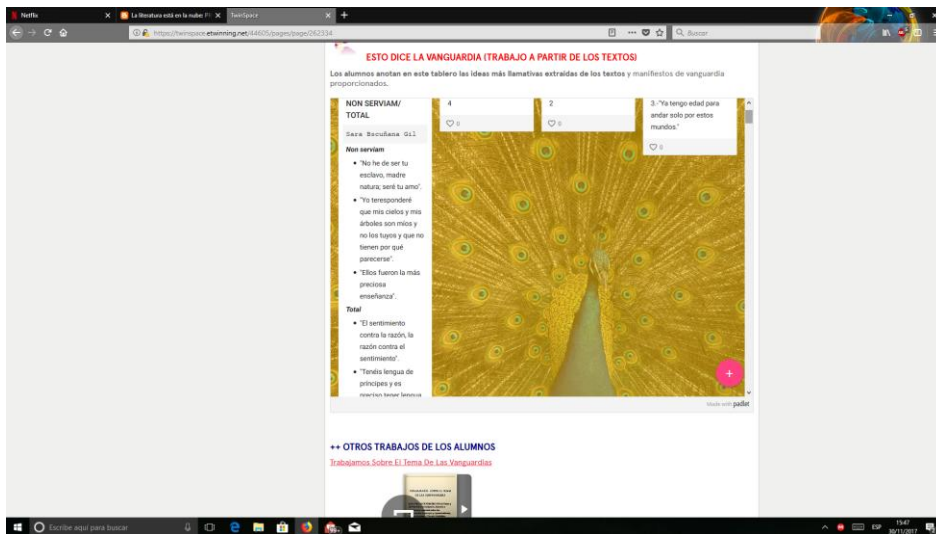 Netflix
La literatura está en la nube: Pi
TwinSpace
https://twinspace.etwinning.net/44605/pages/page/262334
Buscar
ESTO DICE LA VANGUARDIA (TRABAJO A PARTIR DE LOS TEXTOS)
Los alumnos anotan en este tablero las ideas más llamativas extraídas de los textos y manifiestos de vanguardia
proporcionados.
NON SERVIAM/
TOTAL
Sara Escuñana Gil
Non serviam
• "No he de ser tu
esclavo, madre
natura; seré tu amo".
• "Yo teresponderé
que mis cielos y mis
árboles son míos y
no los tuyos y que no
tienen por qué
parecerse".
• "Ellos fueron la más
preciosa
enseñanza".
Total
• "El sentimiento
contra la razón, la
razón contra el
sentimiento".
• "Tenéis lengua de
príncipes y es
preciso tener lengua
4
0
2
0
3.-"Ya tengo edad para
andar solo por estos
mundos."
0
+
Made with padlet
++ OTROS TRABAJOS DE LOS ALUMNOS
Trabajamos Sobre El Tema De Las Vanguardias
Escribe aquí para buscar
ESP
15:47
30/11/2017